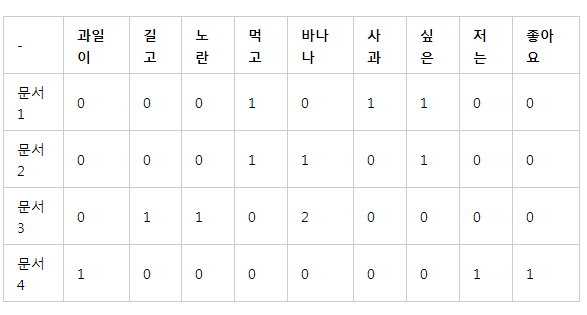 - 과일이 길고 노란 먹고 바나나 사과 싶은 저는 좋아요
문서1 0 0 0 1 0 1 1 0 0
문서2 0 0 0 1 1 0 1 0 0
문서3 0 1 1 0 2 0 0 0 0
문서4 1 0 0 0 0 0 0 1 1